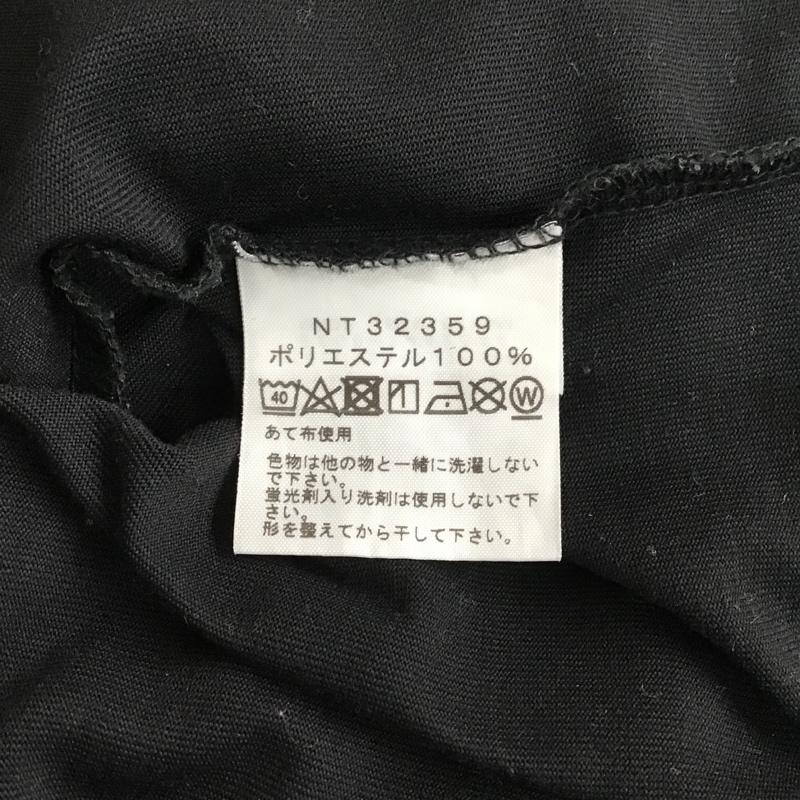 NT32359
ポリエステル100%
40 W
あて布使用
色物は他の物と一緒に洗濯しない
で下さい。
蛍光剤入り洗剤は使用しないで下
さい。
形を整えてから干して下さい。